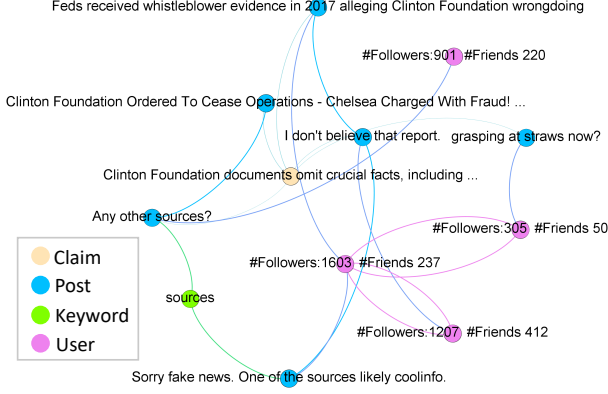 Feds received whistleblower evidence in 2017 alleging Clinton Foundation wrongdoing
#Followers:901 #Friends 220
Clinton Foundation Ordered To Cease Operations - Chelsea Charged With Fraud! ...
I don't believe that report.
grasping at straws now?
Clinton Foundation documents omit crucial facts, including ...
Any other sources?
#Followers:305 #Friends 50
#Followers:1603 #Friends 237
sources
#Followers:1207 #Friends 412
Sorry fake news. One of the sources likely coolinfo.
Claim
Post
Keyword
User